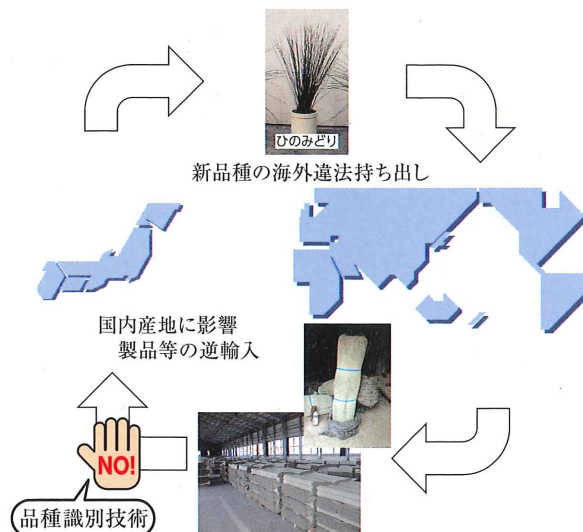 ひのみどり
新品種の海外違法持ち出し
国内産地に影響
製品等の逆輸入
NO!
品種識別技術